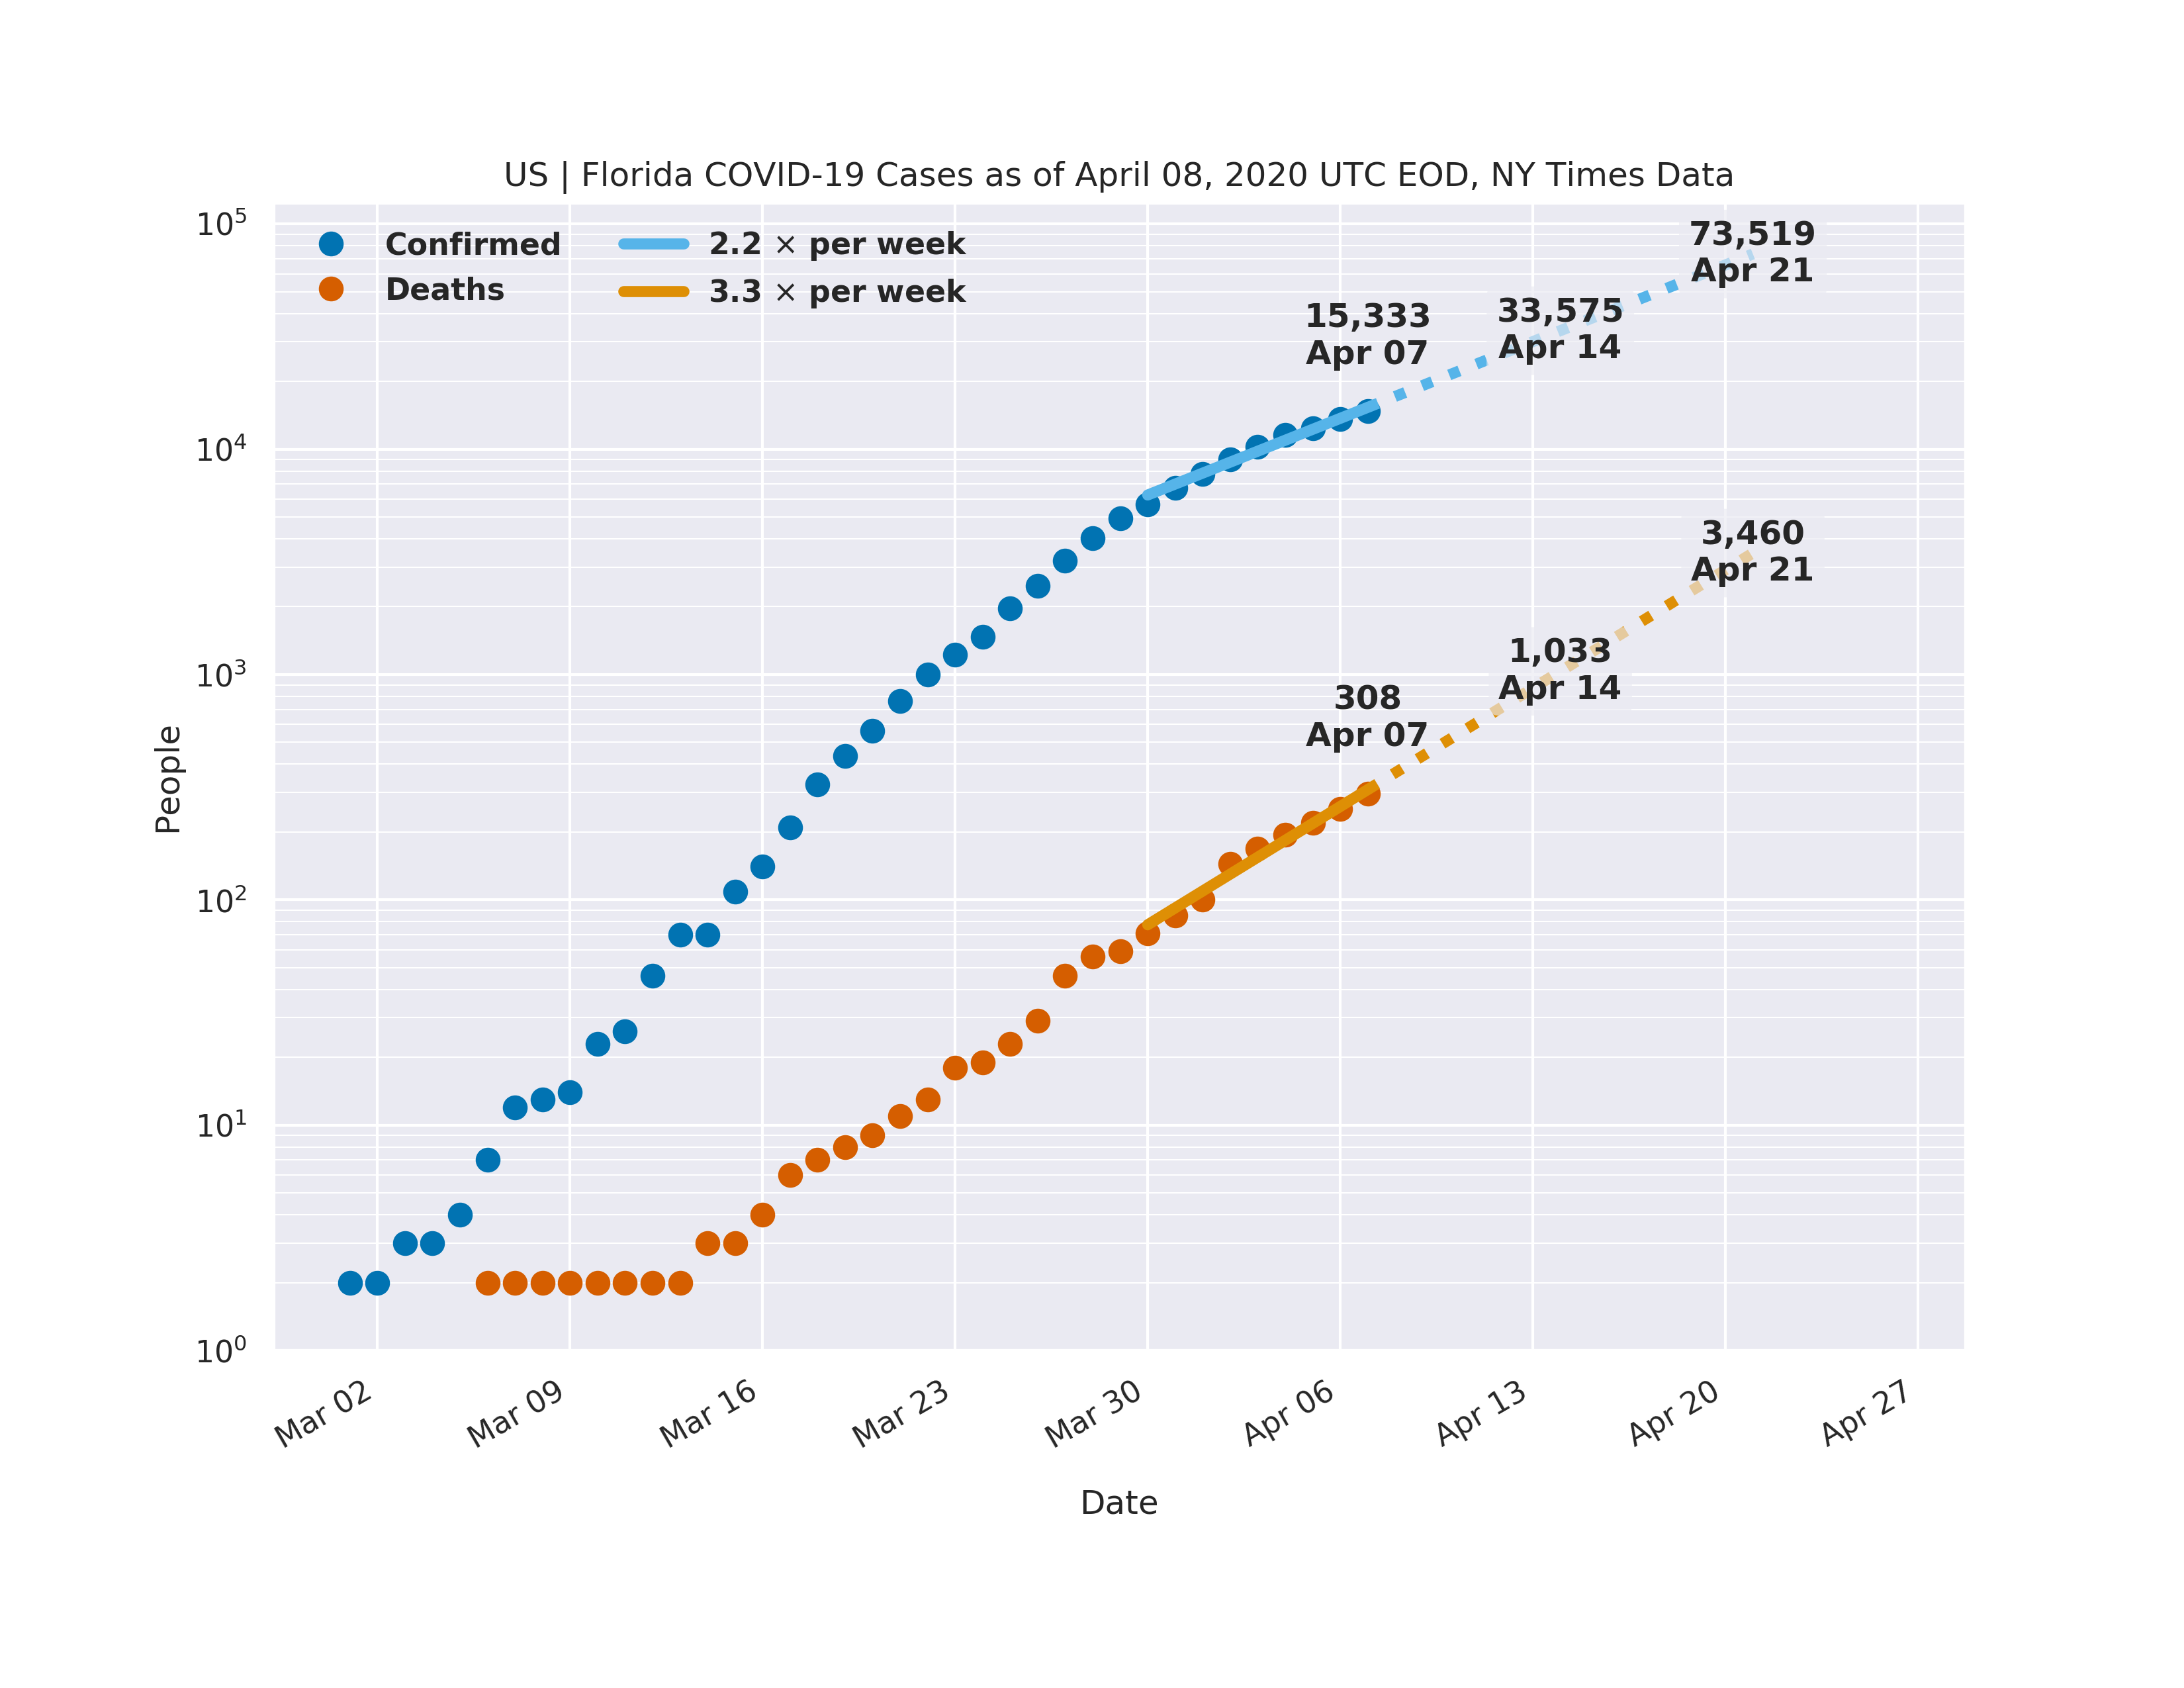 US | Florida COVID-19 Cases as of April 08, 2020 UTC EOD, NY Times Data
Confirmed
Deaths
2.2 × per week
3.3 × per week
73,519
Apr 21
33,575
Apr 14
15,333
Apr 07
3,460
Apr 21
1,033
Apr 14
308
Apr 07
10⁵
10⁴
10³
10²
10¹
10⁰
People
Mar 02
Mar 09
Mar 16
Mar 23
Mar 30
Apr 06
Apr 13
Apr 20
Apr 27
Date